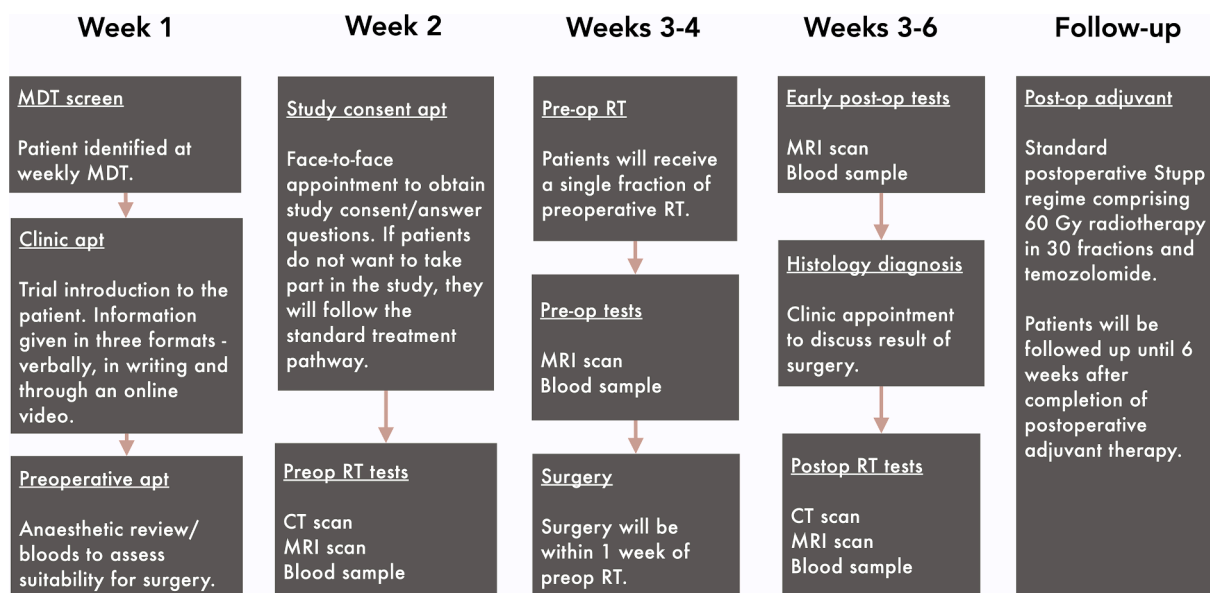 Week 1
MDT screen
Patient identified at
weekly MDT.
Clinic apt
Trial introduction to the
patient. Information
given in three formats -
verbally, in writing and
through an online
video.
Preoperative apt
Anaesthetic review/
bloods to assess
suitability for surgery.
Week 2
Study consent apt
Face-to-face
appointment to obtain
study consent/answer
questions. If patients
do not want to take
part in the study, they
will follow the
standard treatment
pathway.
Preop RT tests
CT scan
MRI scan
Blood sample
Weeks 3-4
Pre-op RT
Patients will receive
a single fraction of
preoperative RT.
Pre-op tests
MRI scan
Blood sample
Surgery
Surgery will be
within 1 week of
preop RT.
Weeks 3-6
Early post-op tests
MRI scan
Blood sample
Histology diagnosis
Clinic appointment
to discuss result of
surgery.
Postop RT tests
CT scan
MRI scan
Blood sample
Follow-up
Post-op adjuvant
Standard
postoperative Stupp
regime comprising
60 Gy radiotherapy
in 30 fractions and
temozolomide.
Patients will be
followed up until 6
weeks after
completion of
postoperative
adjuvant therapy.